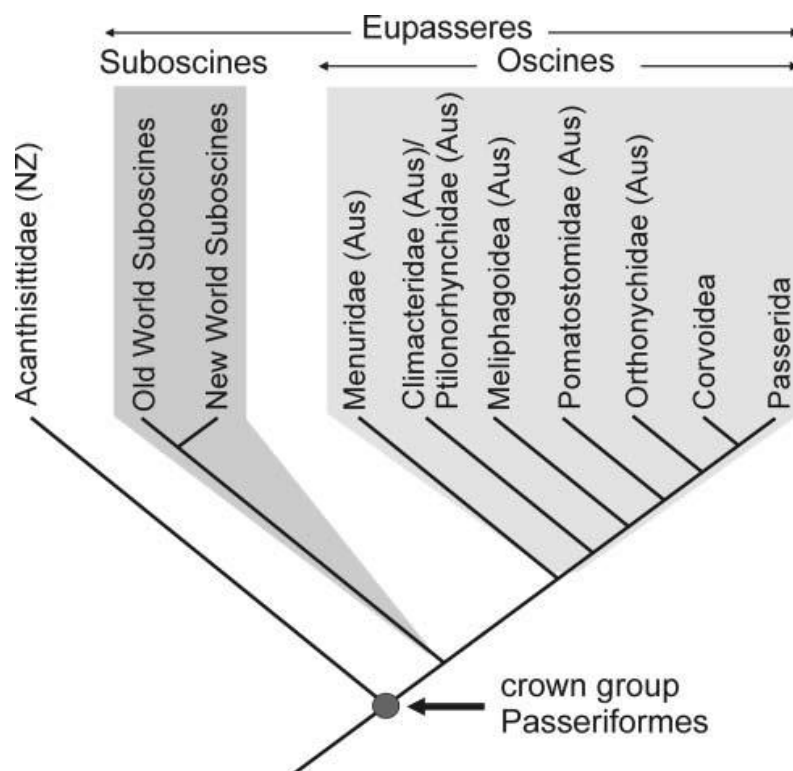 Eupasseres
Suboscines
Oscines
Acanthisittidae (NZ)
Old World Suboscines
New World Suboscines
Menuridae (Aus)
Climacteridae (Aus)/
Ptilonorhynchidae (Aus)
Meliphagoidea (Aus)
Pomatostomidae (Aus)
Orthonychidae (Aus)
Corvoidea
Passerida
crown group
Passeriformes